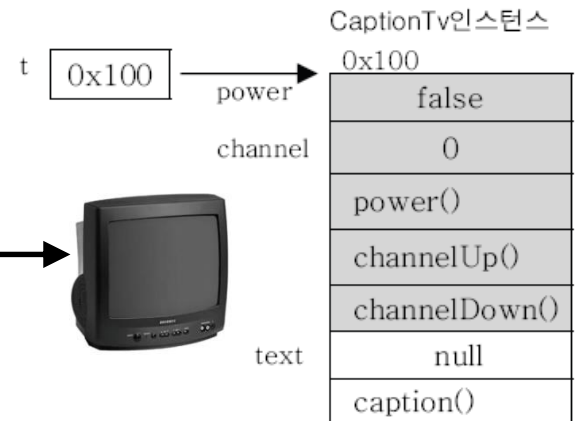 CaptionTv인스턴스
t
0x100
0x100
power
false
channel
0
power()
channelUp()
channelDown()
text
null
caption()